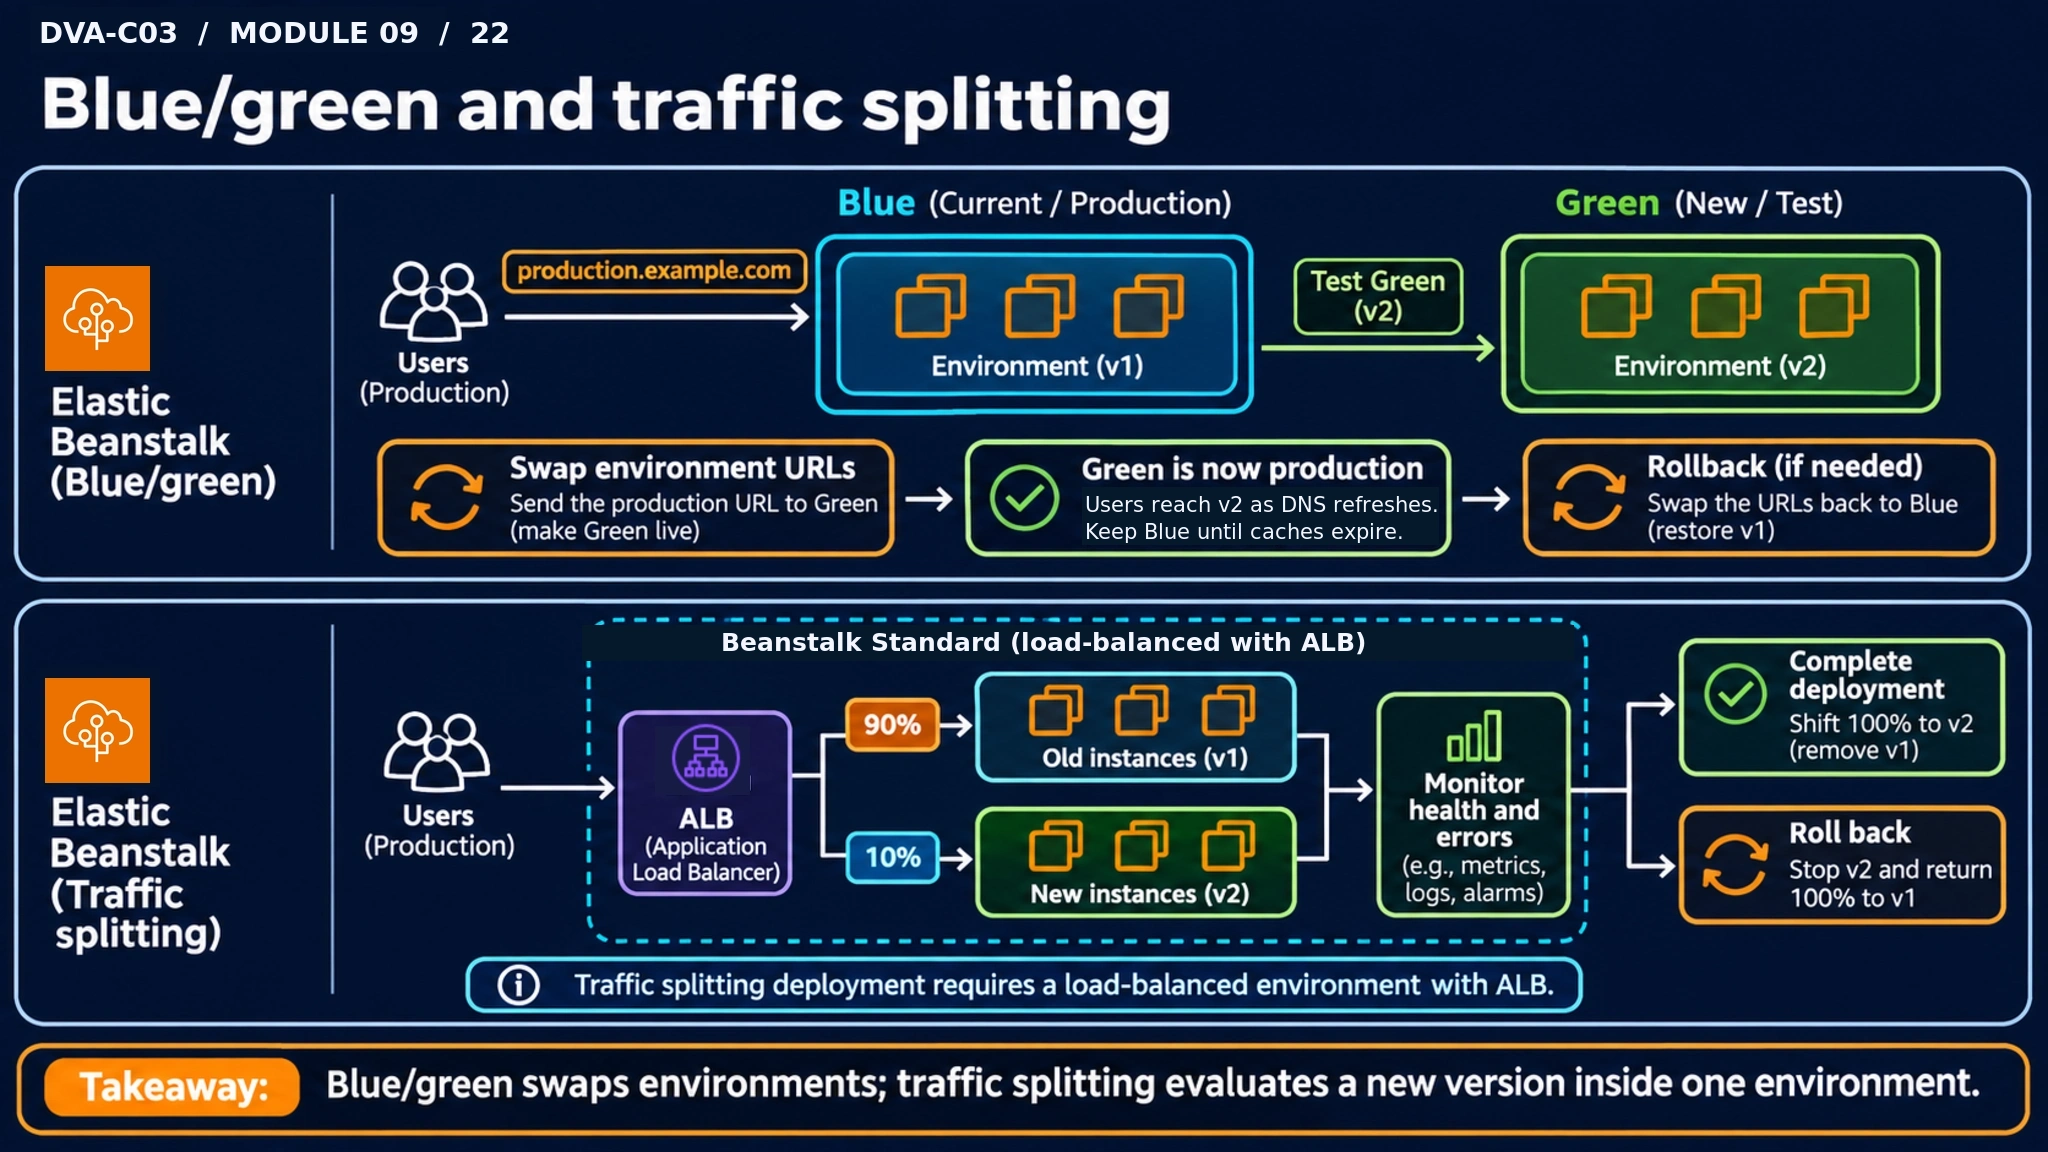 DVA-C03 / MODULE 09 / 22
Blue/green and traffic splitting
Elastic
Beanstalk
(Blue/green)
Users
(Production)
production.example.com
Blue (Current / Production)
Environment (v1)
Test Green
(v2)
Green (New / Test)
Environment (v2)
Swap environment URLs
Send the production URL to Green
(make Green live)
Green is now production
Users reach v2 as DNS refreshes.
Keep Blue until caches expire.
Rollback (if needed)
Swap the URLs back to Blue
(restore v1)
Elastic
Beanstalk
(Traffic
splitting)
Users
(Production)
Beanstalk Standard (load-balanced with ALB)
ALB
(Application
Load Balancer)
90%
Old instances (v1)
10%
New instances (v2)
Monitor
health and
errors
(e.g., metrics,
logs, alarms)
Complete
deployment
Shift 100% to v2
(remove v1)
Roll back
Stop v2 and return
100% to v1
Traffic splitting deployment requires a load-balanced environment with ALB.
Takeaway: Blue/green swaps environments; traffic splitting evaluates a new version inside one environment.